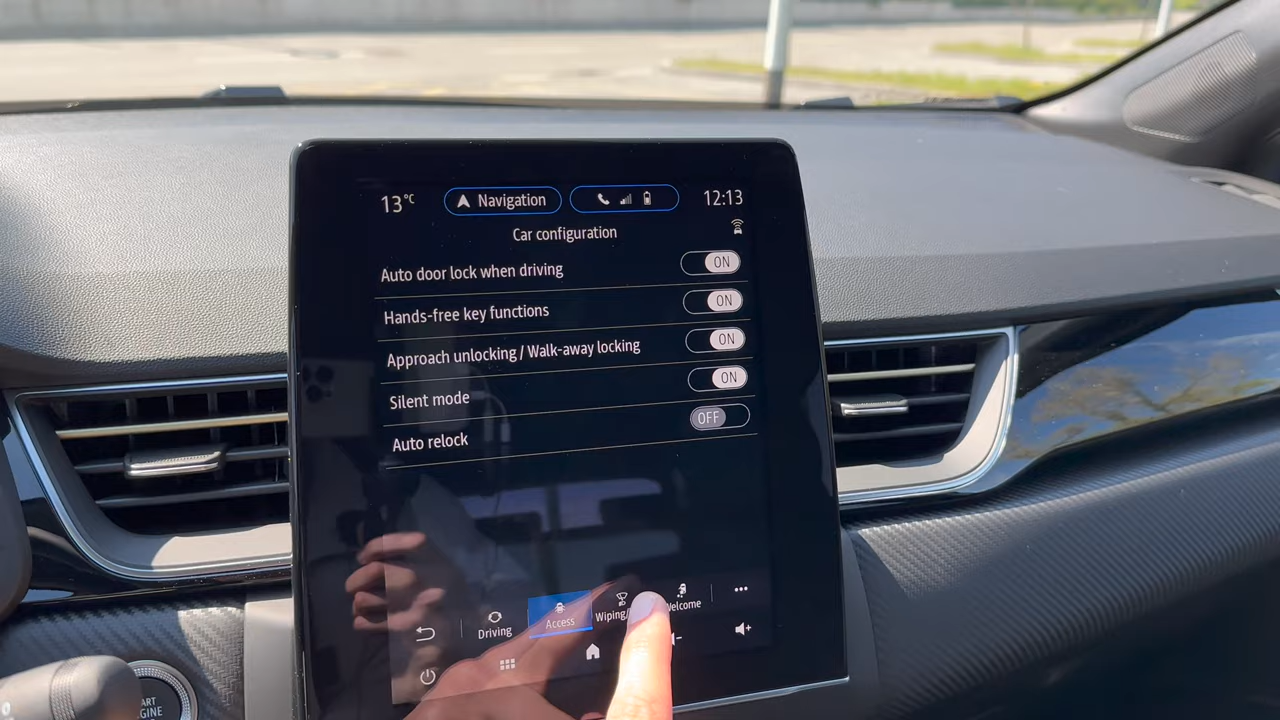 13°C Navigation 12:13
Car configuration
Auto door lock when driving ON
Hands-free key functions ON
Approach unlocking / Walk-away locking ON
Silent mode ON
Auto relock OFF
Driving Access Wiping/ Welcome